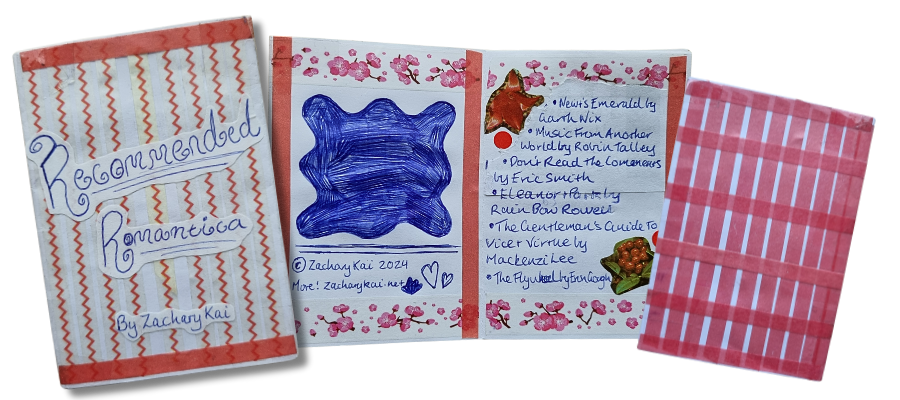 Recommended
Romantica
By Zachary Kai
© Zachary Kai 2024
More! zacharykai.net
• Newt's Emerald by
Garth Nix
• Music From Another
World by Robin Talley
• Don't Read the Comments
by Eric Smith
• Eleanor + Park by
Rain Bow Rowell
• The Gentleman's Guide To
Vice + Virtue by
Mackenzi Lee
• The Flywheel by Erin Gough